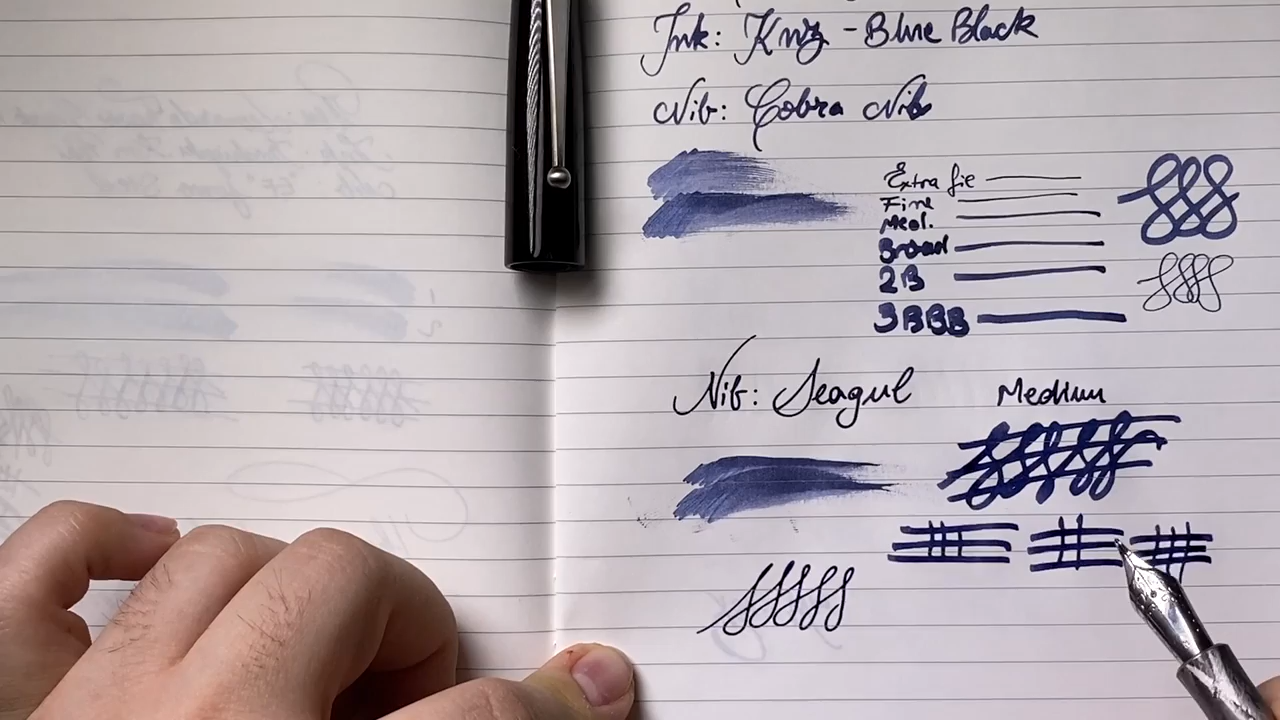 Ink: KWZ - Blue Black
Nib: Cobra Nib
Extra fie
Fine
Med.
Broad
2B
3BBB
Nib: Seagul
Medium